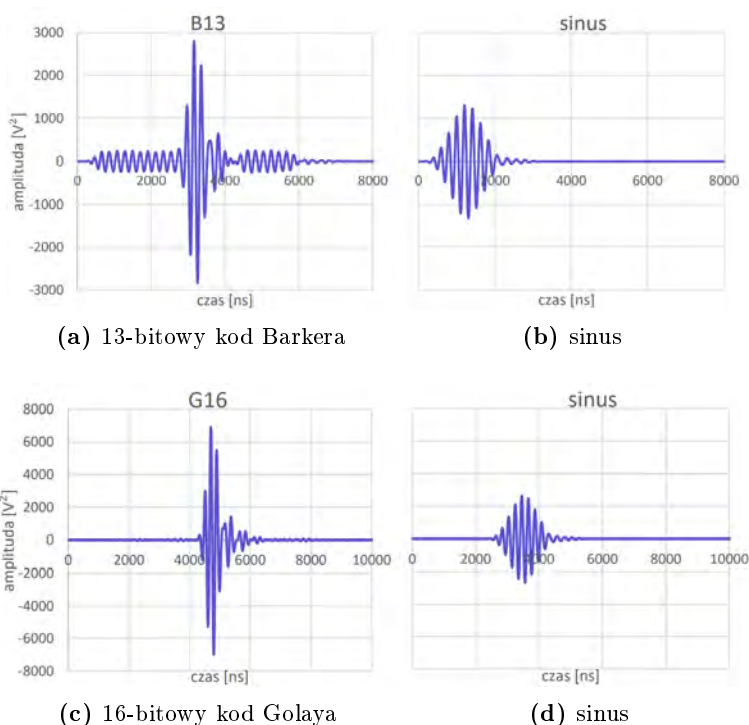 B13
3000
2000
1000
0
-1000
-2000
-3000
0 2000 4000 6000 8000
amplituda [V²]
czas [ns]
sinus
0 2000 4000 6000 8000
czas [ns]
(a) 13-bitowy kod Barkera
(b) sinus
G16
8000
6000
4000
2000
0
-2000
-4000
-6000
-8000
0 2000 4000 6000 8000 10000
amplituda [V²]
czas [ns]
sinus
0 2000 4000 6000 8000 10000
czas [ns]
(c) 16-bitowy kod Golaya
(d) sinus